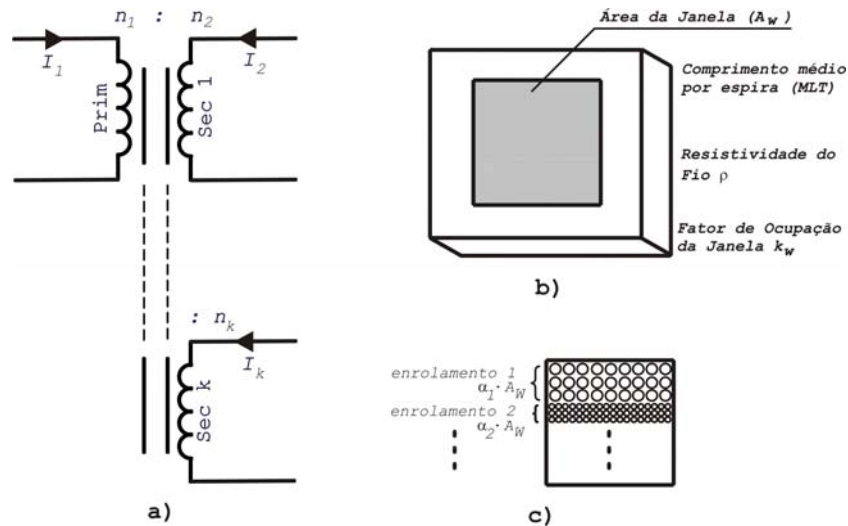 n1 : n2
I1
I2
Prim
Sec 1
: nk
Ik
Sec k
a)
Área da Janela (AW)
Comprimento médio
por espira (MLT)
Resistividade do
Fio ρ
Fator de Ocupação
da Janela kW
b)
enrolamento 1
α1·AW
enrolamento 2
α2·AW
c)